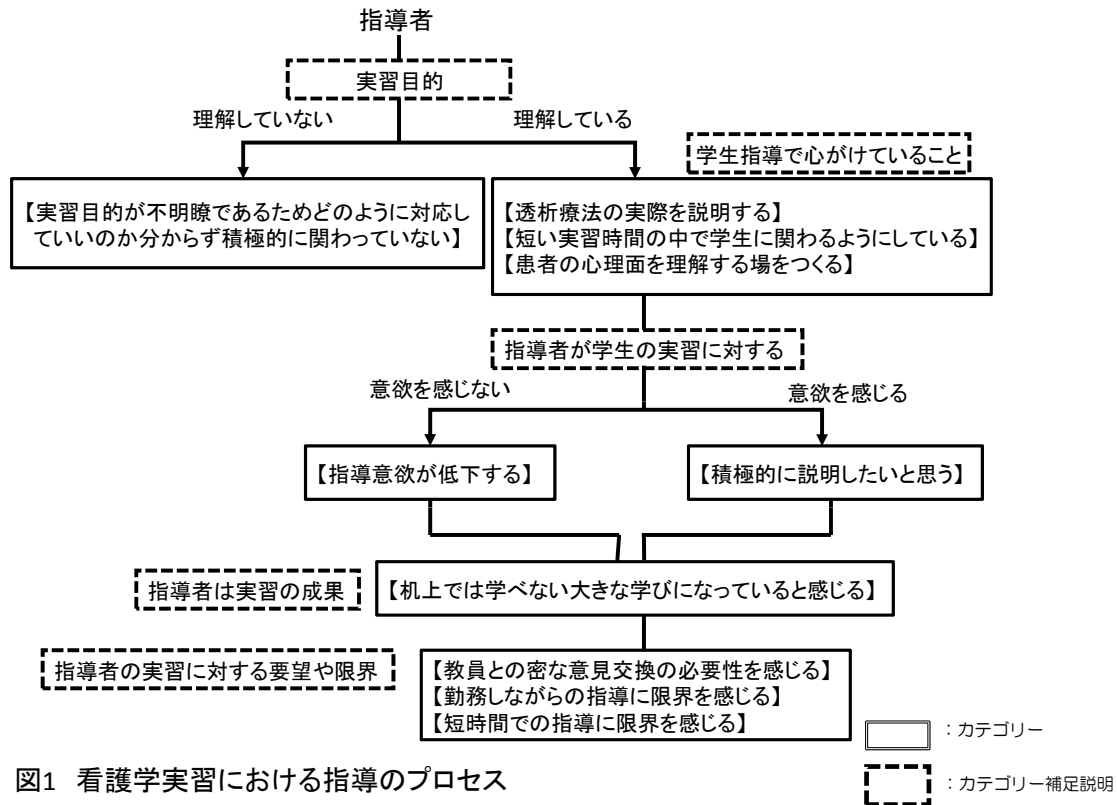 指導者
実習目的
理解していない
理解している
学生指導で心がけていること
【実習目的が不明瞭であるためどのように対応し
ていいのか分からず積極的に関わっていない】
【透析療法の実際を説明する】
【短い実習時間の中で学生に関わるようにしている】
【患者の心理面を理解する場をつくる】
指導者が学生の実習に対する
意欲を感じない
意欲を感じる
【指導意欲が低下する】
【積極的に説明したいと思う】
指導者は実習の成果
【机上では学べない大きな学びになっていると感じる】
指導者の実習に対する要望や限界
【教員との密な意見交換の必要性を感じる】
【勤務しながらの指導に限界を感じる】
【短時間での指導に限界を感じる】
：カテゴリー
：カテゴリー補足説明
図1 看護学実習における指導のプロセス